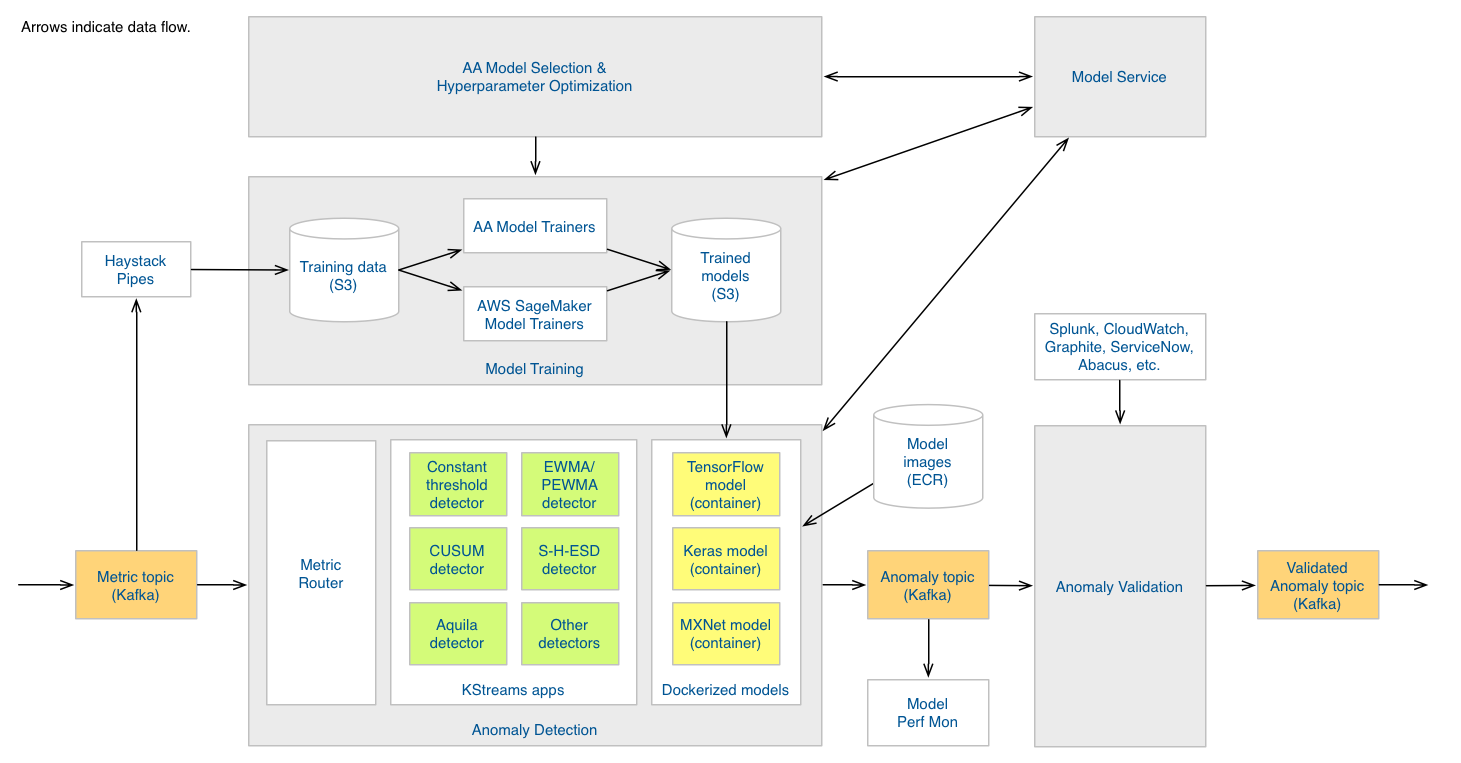 Arrows indicate data flow.
AA Model Selection &
Hyperparameter Optimization
Model Service
Haystack
Pipes
Training data
(S3)
AA Model Trainers
AWS SageMaker
Model Trainers
Trained
models
(S3)
Model Training
Splunk, CloudWatch,
Graphite, ServiceNow,
Abacus, etc.
Metric topic
(Kafka)
Metric
Router
Constant
threshold
detector
EWMA/
PEWMA
detector
CUSUM
detector
S-H-ESD
detector
Aquila
detector
Other
detectors
KStreams apps
TensorFlow
model
(container)
Keras model
(container)
MXNet model
(container)
Dockerized models
Anomaly Detection
Model
images
(ECR)
Anomaly topic
(Kafka)
Model
Perf Mon
Anomaly Validation
Validated
Anomaly topic
(Kafka)